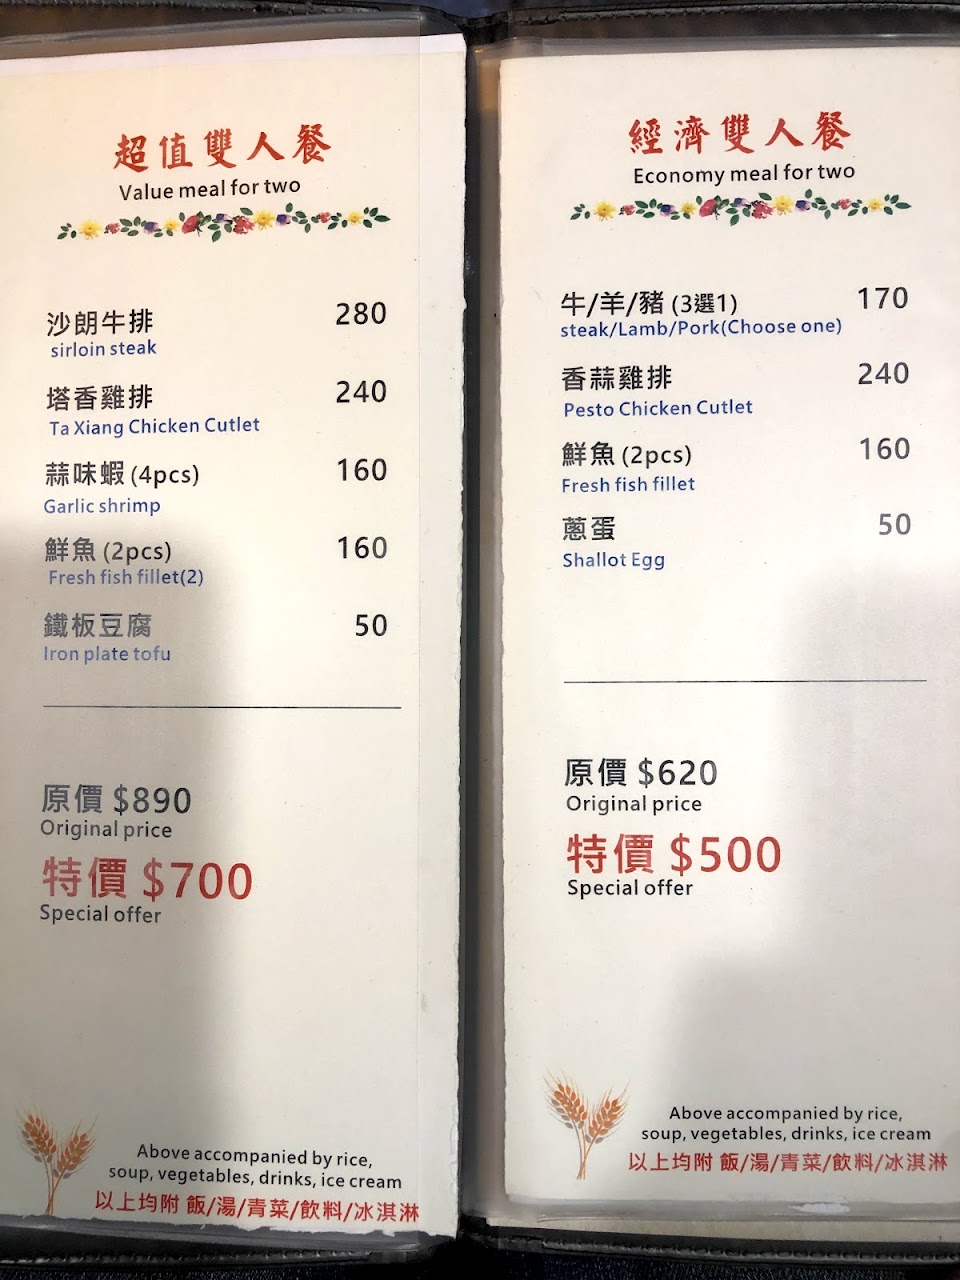 超值雙人餐
Value meal for two
沙朗牛排 280
sirloin steak
塔香雞排 240
Ta Xiang Chicken Cutlet
蒜味蝦 (4pcs) 160
Garlic shrimp
鮮魚 (2pcs) 160
Fresh fish fillet(2)
鐵板豆腐 50
Iron plate tofu
原價 $890
Original price
特價 $700
Special offer
Above accompanied by rice,
soup, vegetables, drinks, ice cream
以上均附 飯/湯/青菜/飲料/冰淇淋
經濟雙人餐
Economy meal for two
牛/羊/豬 (3選1) 170
steak/Lamb/Pork(Choose one)
香蒜雞排 240
Pesto Chicken Cutlet
鮮魚 (2pcs) 160
Fresh fish fillet
蔥蛋 50
Shallot Egg
原價 $620
Original price
特價 $500
Special offer
Above accompanied by rice,
soup, vegetables, drinks, ice cream
以上均附 飯/湯/青菜/飲料/冰淇淋